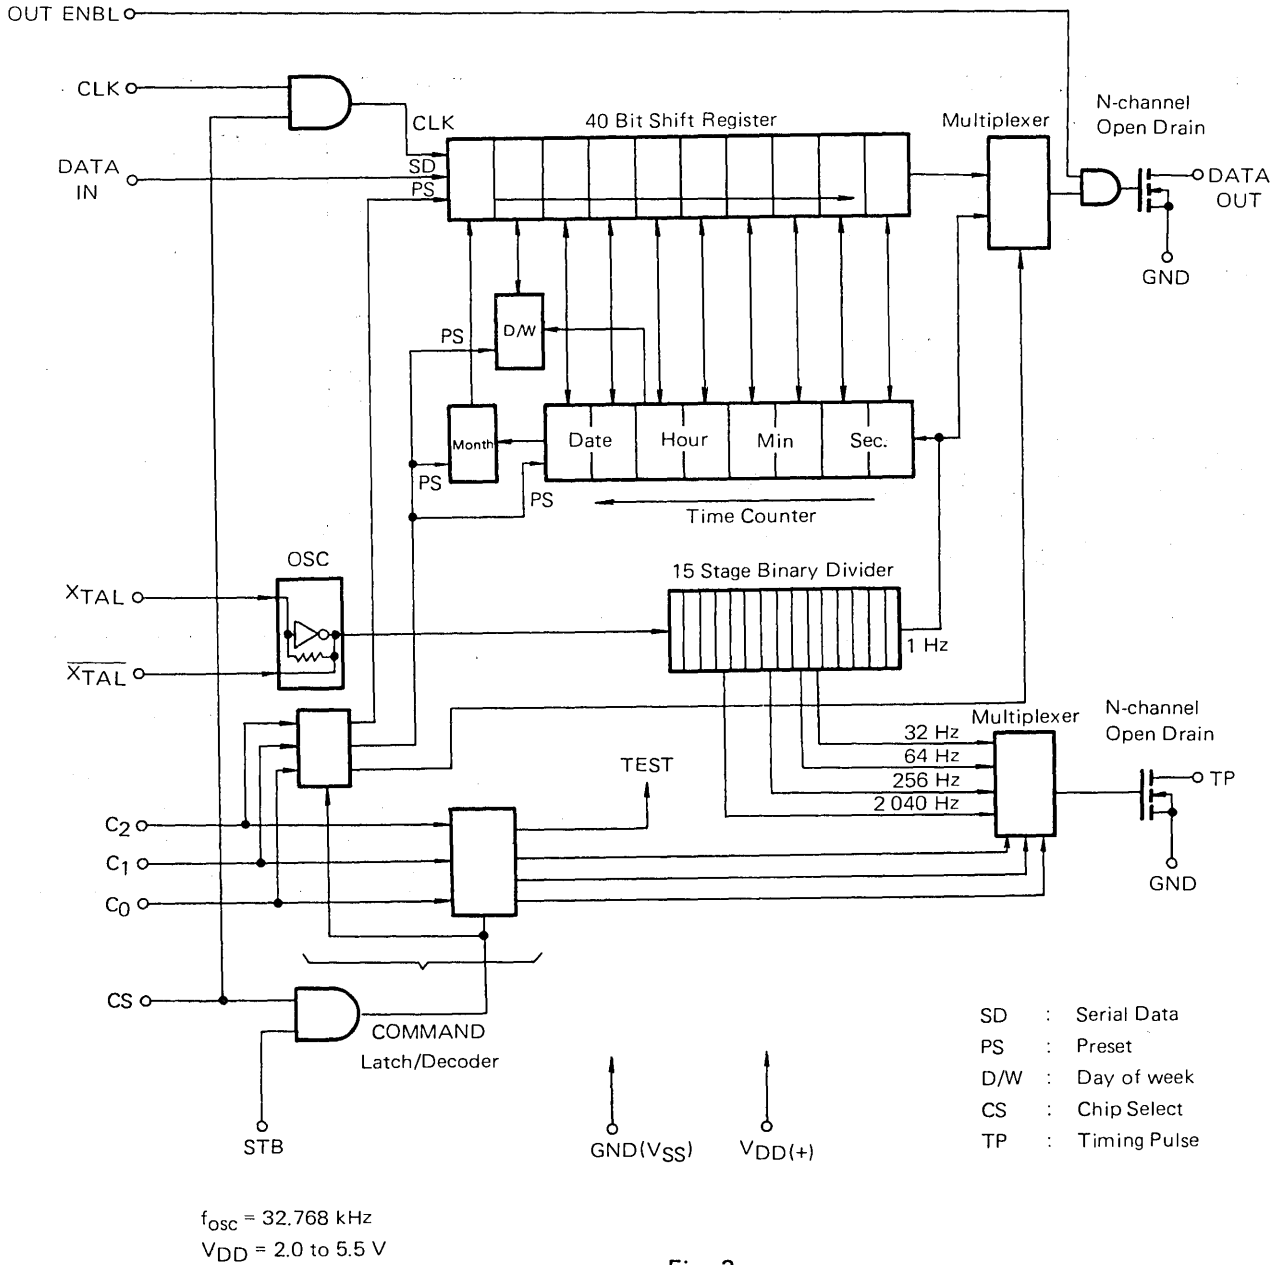 OUT ENBL
CLK
DATA IN
CLK
SD
PS
40 Bit Shift Register
Multiplexer
N-channel
Open Drain
DATA
OUT
GND
D/W
PS
Month
PS
Date
Hour
Min
Sec.
PS
Time Counter
OSC
XTAL
XTAL
15 Stage Binary Divider
1 Hz
32 Hz
64 Hz
256 Hz
2 040 Hz
Multiplexer
N-channel
Open Drain
TP
GND
TEST
C2
C1
C0
CS
COMMAND
Latch/Decoder
STB
GND(VSS)
VDD(+)
SD : Serial Data
PS : Preset
D/W : Day of week
CS : Chip Select
TP : Timing Pulse
fosc = 32.768 kHz
VDD = 2.0 to 5.5 V